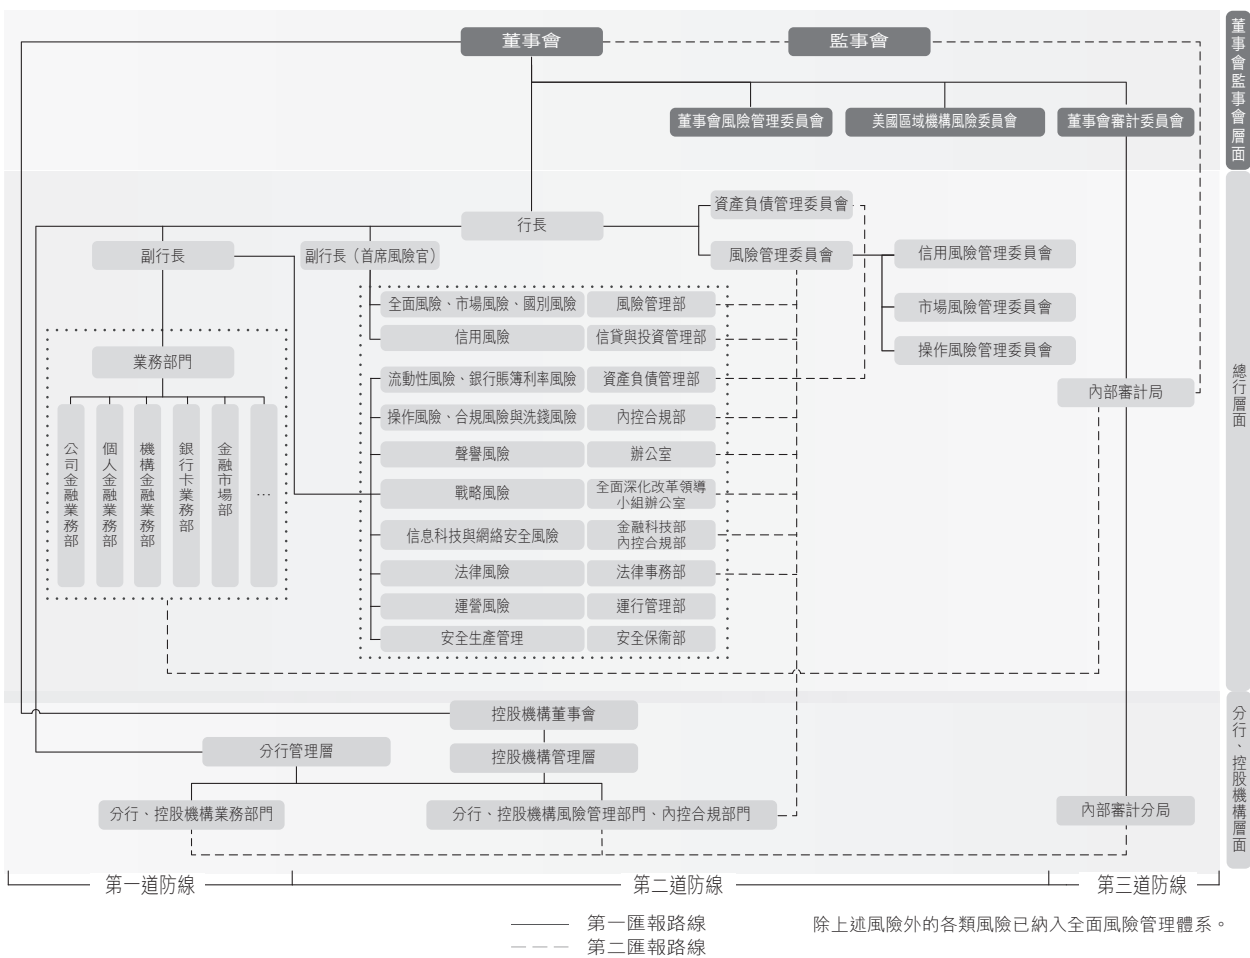 董事會
監事會
董事會風險管理委員會
美國區域機構風險委員會
董事會審計委員會
董事會監事會層面
行長
資產負債管理委員會
副行長
副行長（首席風險官）
風險管理委員會
信用風險管理委員會
市場風險管理委員會
操作風險管理委員會
全面風險、市場風險、國別風險
風險管理部
信用風險
信貸與投資管理部
流動性風險、銀行賬簿利率風險
資產負債管理部
操作風險、合規風險與洗錢風險
內控合規部
聲譽風險
辦公室
戰略風險
全面深化改革領導
小組辦公室
信息科技與網絡安全風險
金融科技部
內控合規部
法律風險
法律事務部
運營風險
運行管理部
安全生產管理
安全保衛部
業務部門
公司金融業務部
個人金融業務部
機構金融業務部
銀行卡業務部
金融市場部
…
內部審計局
總行層面
控股機構董事會
分行管理層
控股機構管理層
分行、控股機構業務部門
分行、控股機構風險管理部門、內控合規部門
內部審計分局
分行、控股機構層面
第一道防線
第二道防線
第三道防線
第一匯報路線
第二匯報路線
除上述風險外的各類風險已納入全面風險管理體系。